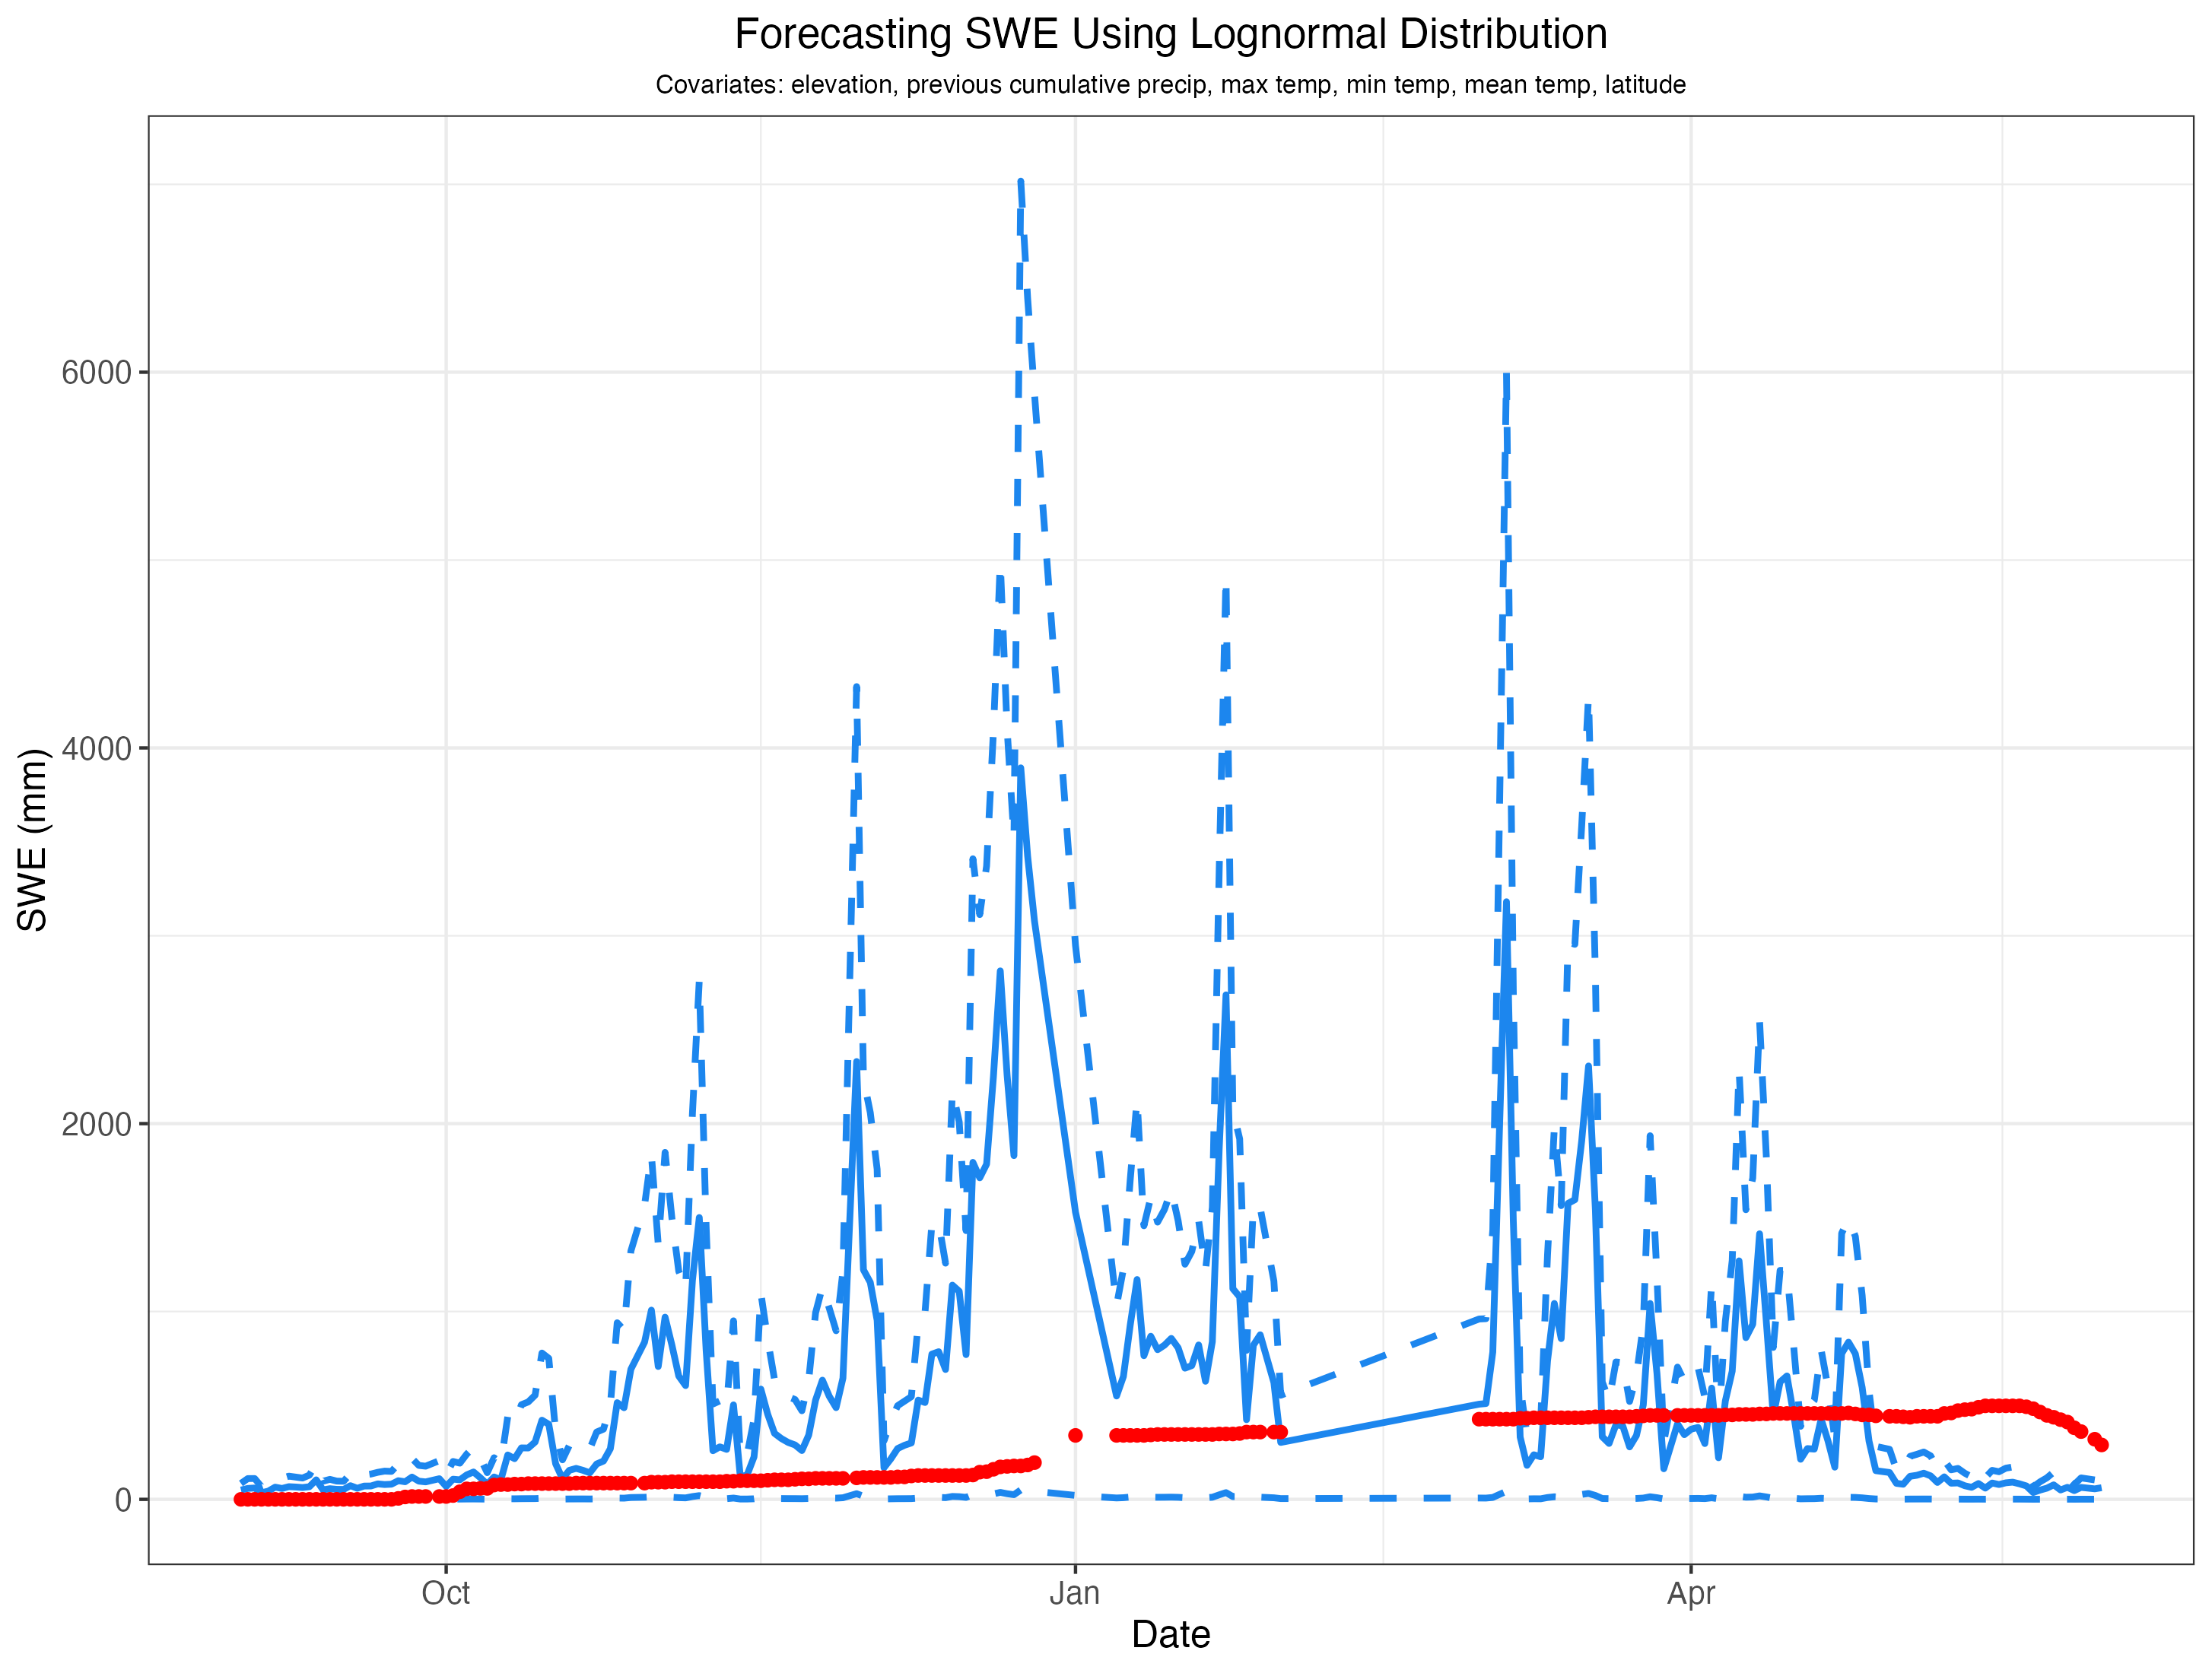 Forecasting SWE Using Lognormal Distribution
Covariates: elevation, previous cumulative precip, max temp, min temp, mean temp, latitude
SWE (mm)
6000
4000
2000
0
Oct
Jan
Apr
Date